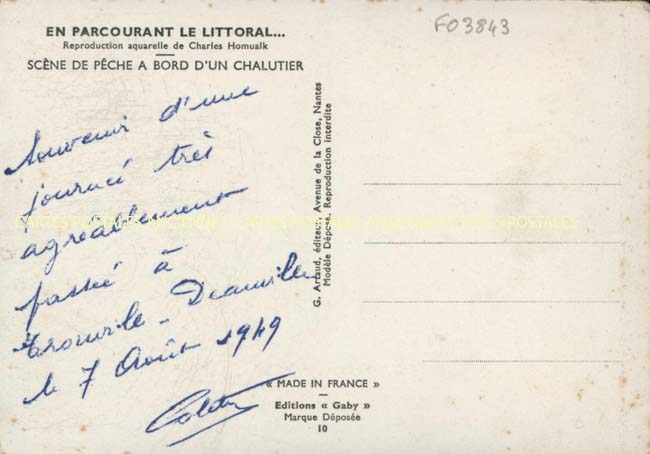 EN PARCOURANT LE LITTORAL...
Reproduction aquarelle de Charles Homualk
SCÈNE DE PÊCHE A BORD D'UN CHALUTIER
FO3843
Souvenir d'une
journée très
agréablement
passée à
Trouville - Deauville
le 7 Août 1949
G. Artaud, éditeur, Avenue de la Close, Nantes
Modèle Déposé, Reproduction interdite
« MADE IN FRANCE »
Editions « Gaby »
Marque Déposée
10